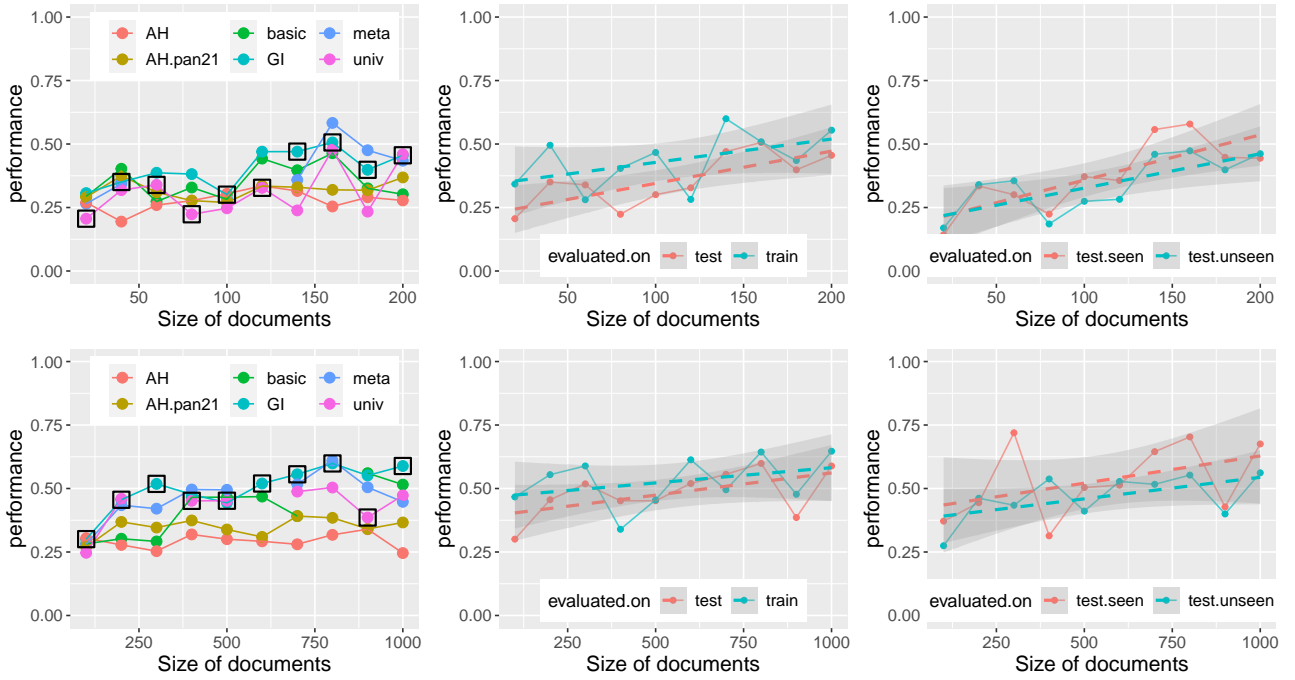 performance
1.00
0.75
0.50
0.25
0.00
AH basic meta
AH.pan21 GI univ
50 100 150 200
Size of documents
performance
1.00
0.75
0.50
0.25
0.00
evaluated.on test train
50 100 150 200
Size of documents
performance
1.00
0.75
0.50
0.25
0.00
evaluated.on test.seen test.unseen
50 100 150 200
Size of documents
performance
1.00
0.75
0.50
0.25
0.00
AH basic meta
AH.pan21 GI univ
250 500 750 1000
Size of documents
performance
1.00
0.75
0.50
0.25
0.00
evaluated.on test train
250 500 750 1000
Size of documents
performance
1.00
0.75
0.50
0.25
0.00
evaluated.on test.seen test.unseen
250 500 750 1000
Size of documents